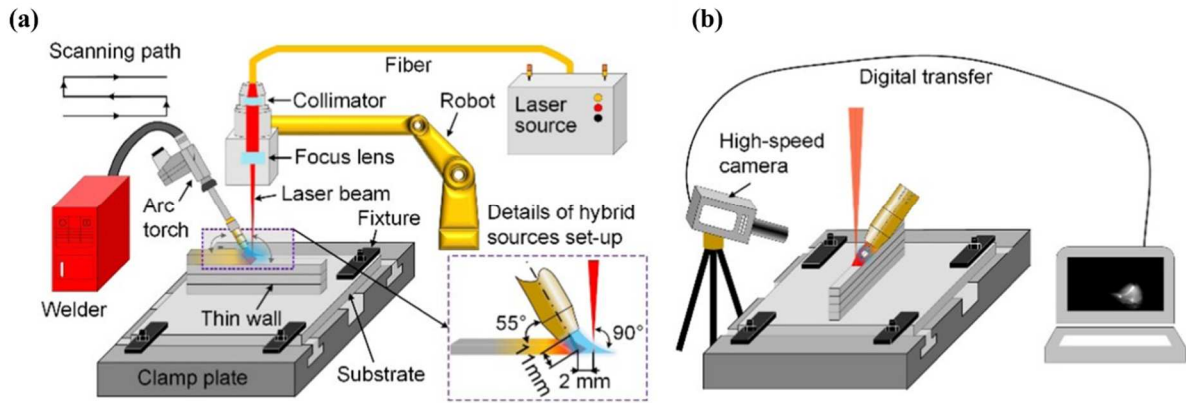 (a)
Scanning path
Fiber
Collimator
Robot
Laser
source
Focus lens
Laser beam
Arc
torch
Fixture
Details of hybrid
sources set-up
Welder
Thin wall
Substrate
Clamp plate
55°
90°
1mm
2 mm
(b)
Digital transfer
High-speed
camera